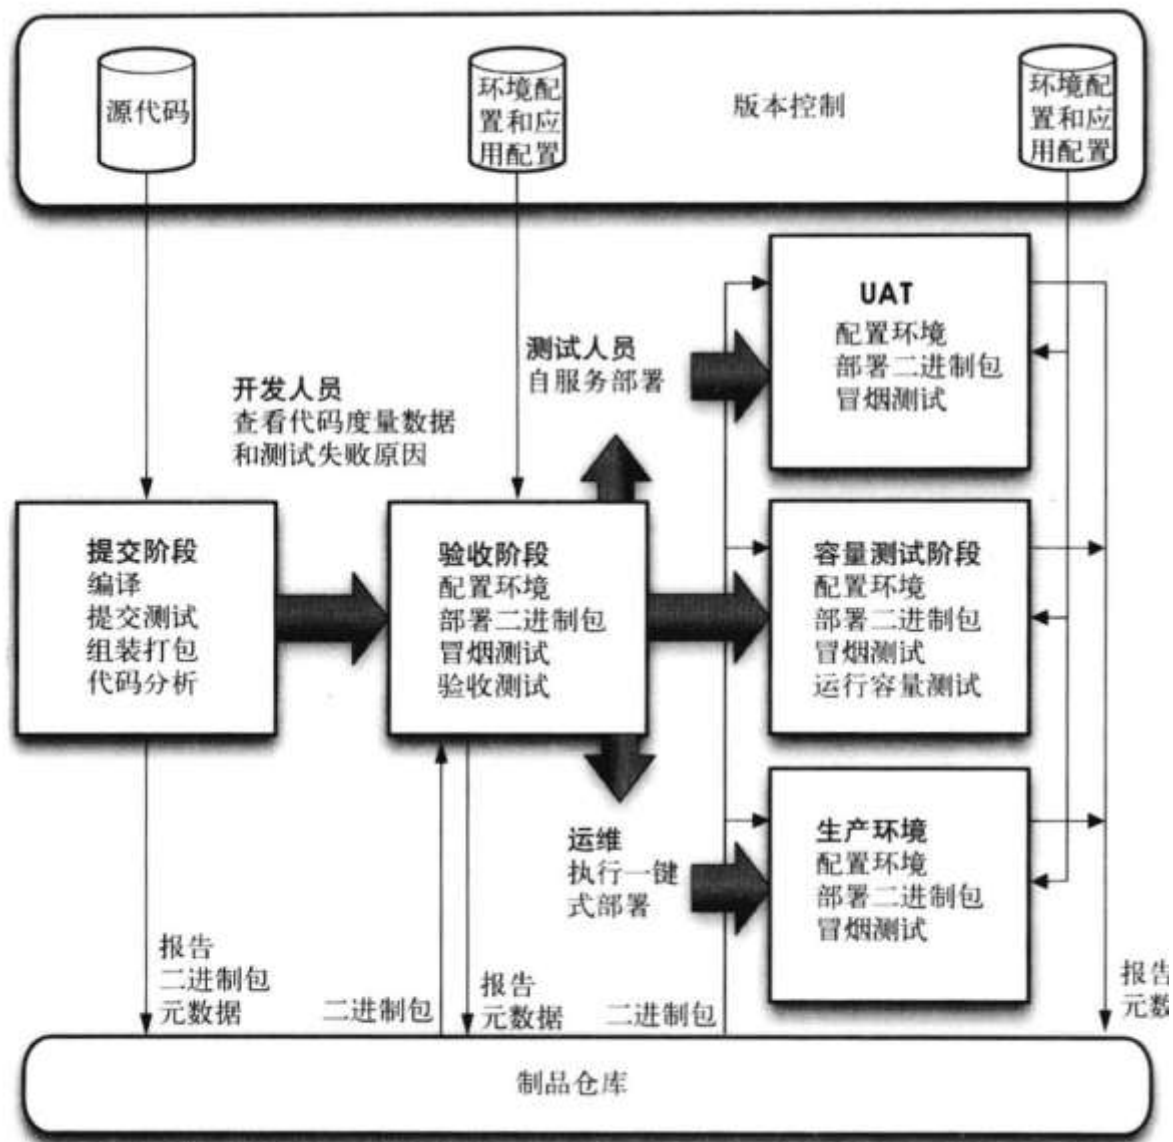 源代码
环境配
置和应
用配置
版本控制
环境配
置和应
用配置
开发人员
查看代码度量数据
和测试失败原因
测试人员
自服务部署
UAT
配置环境
部署二进制包
冒烟测试
提交阶段
编译
提交测试
组装打包
代码分析
验收阶段
配置环境
部署二进制包
冒烟测试
验收测试
容量测试阶段
配置环境
部署二进制包
冒烟测试
运行容量测试
运维
执行一键
式部署
生产环境
配置环境
部署二进制包
冒烟测试
报告
二进制包
元数据
二进制包
报告
元数据
二进制包
报告
元数
制品仓库